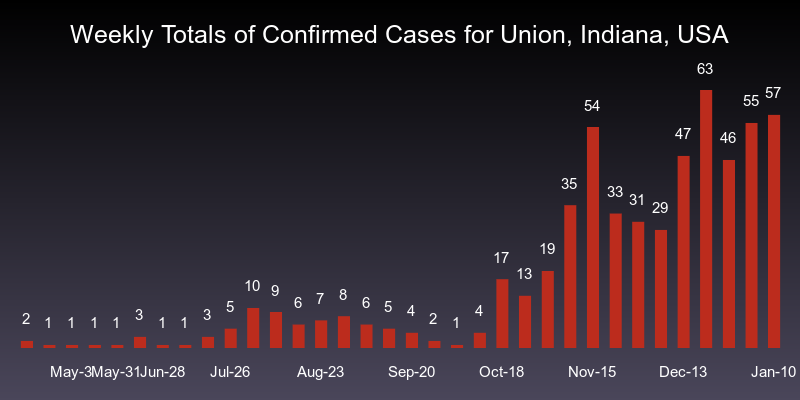 Weekly Totals of Confirmed Cases for Union, Indiana, USA
2 1 1 1 1 3 1 1 3 5 10 9 6 7 8 6 5 4 2 1 4 17 13 19 35 54 33 31 29 47 63 46 55 57
May-3 May-31 Jun-28 Jul-26 Aug-23 Sep-20 Oct-18 Nov-15 Dec-13 Jan-10